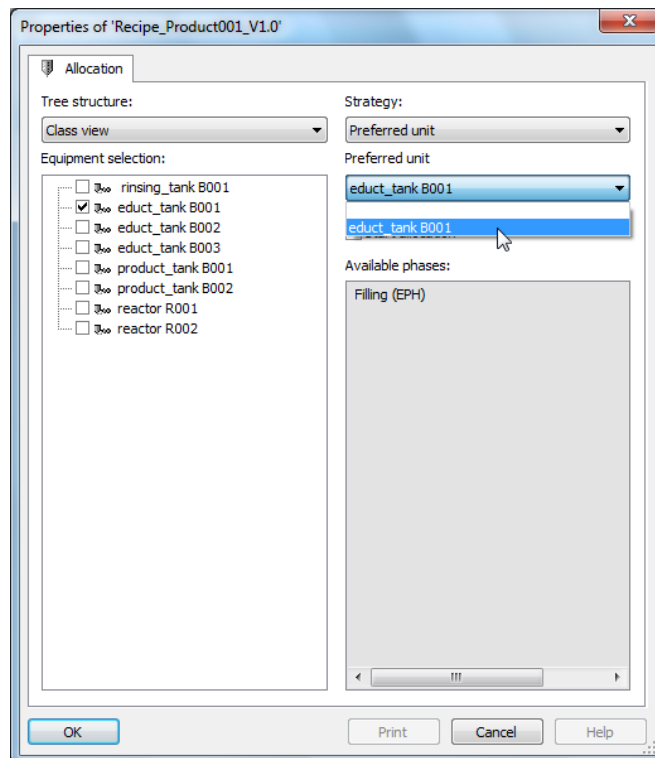 Properties of 'Recipe_Product001_V1.0'
Allocation
Tree structure:
Class view
Equipment selection:
rinsing_tank B001
educt_tank B001
educt_tank B002
educt_tank B003
product_tank B001
product_tank B002
reactor R001
reactor R002
Strategy:
Preferred unit
Preferred unit
educt_tank B001
educt_tank B001
Start allocation
Available phases:
Filling (EPH)
OK
Print
Cancel
Help